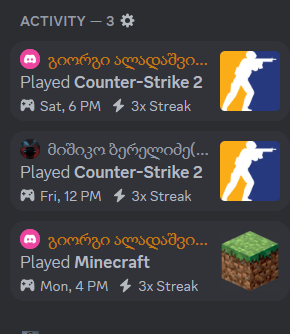 ACTIVITY — 3
გიორგი ალადაშვი...
Played Counter-Strike 2
Sat, 6 PM 3x Streak
მიშიკო ზერელიძე(...
Played Counter-Strike 2
Fri, 12 PM 3x Streak
გიორგი ალადაშვი...
Played Minecraft
Mon, 4 PM 3x Streak